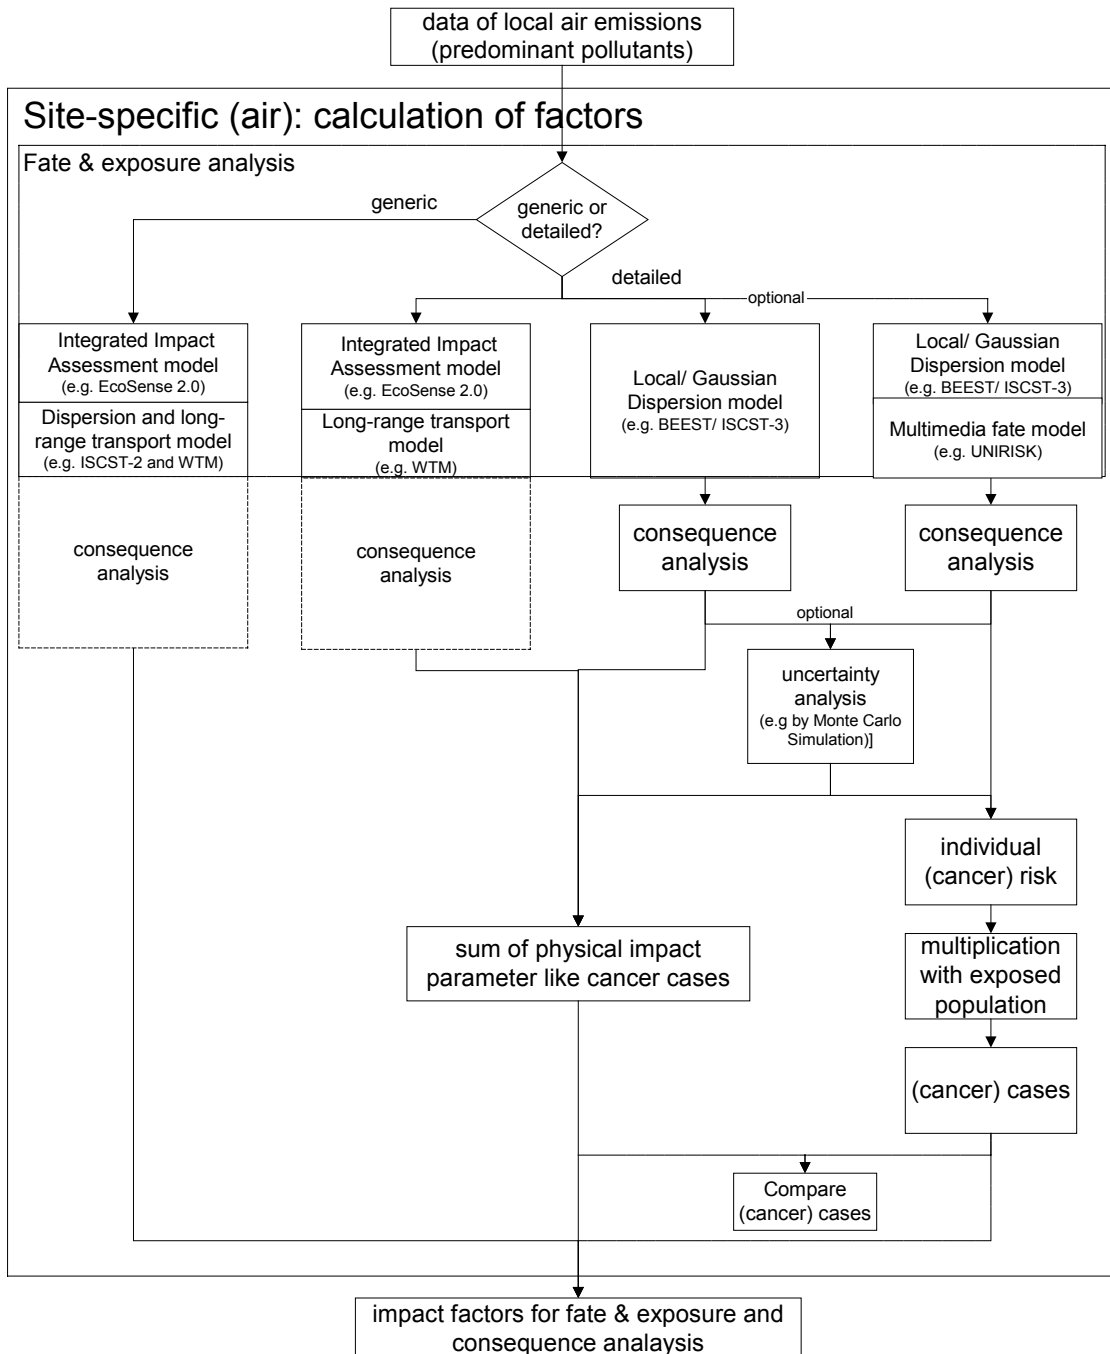 data of local air emissions
(predominant pollutants)
Site-specific (air): calculation of factors
Fate & exposure analysis
generic
generic or
detailed?
detailed
optional
Integrated Impact
Assessment model
(e.g. EcoSense 2.0)
Dispersion and long-
range transport model
(e.g. ISCST-2 and WTM)
Integrated Impact
Assessment model
(e.g. EcoSense 2.0)
Long-range transport
model
(e.g. WTM)
Local/ Gaussian
Dispersion model
(e.g. BEEST/ ISCST-3)
Local/ Gaussian
Dispersion model
(e.g. BEEST/ ISCST-3)
Multimedia fate model
(e.g. UNIRISK)
consequence
analysis
consequence
analysis
consequence
analysis
consequence
analysis
optional
uncertainty
analysis
(e.g by Monte Carlo
Simulation)]
individual
(cancer) risk
sum of physical impact
parameter like cancer cases
multiplication
with exposed
population
(cancer) cases
Compare
(cancer) cases
impact factors for fate & exposure and
consequence analaysis